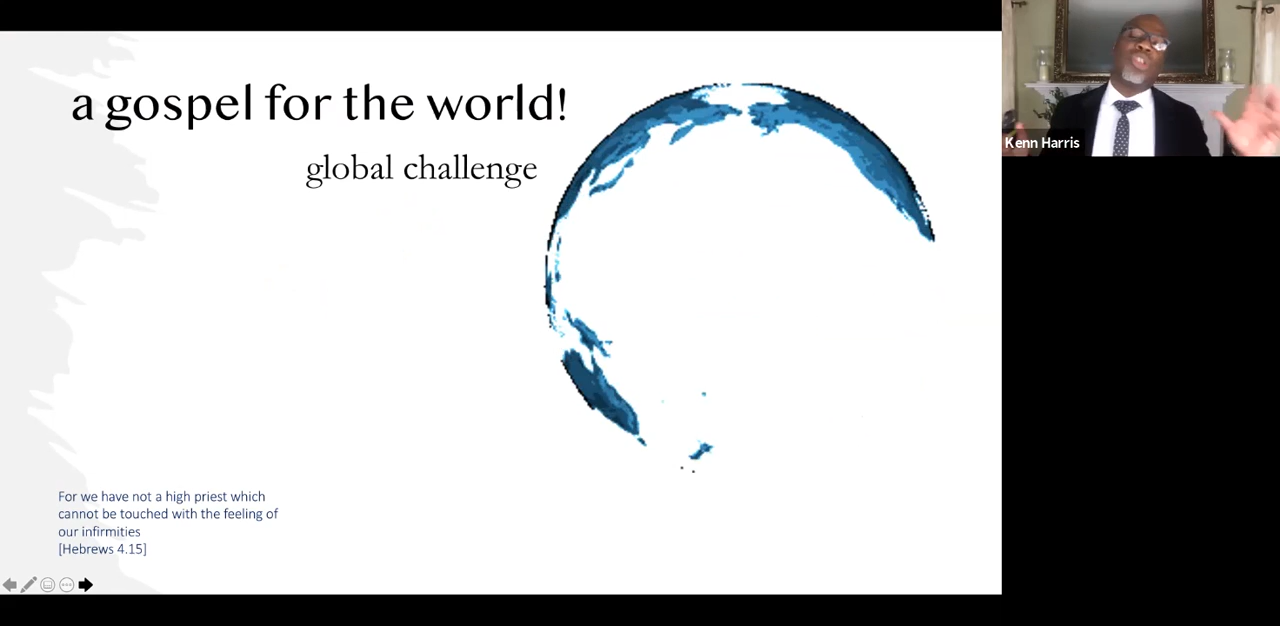 a gospel for the world!
global challenge
For we have not a high priest which
cannot be touched with the feeling of
our infirmities
[Hebrews 4.15]
Kenn Harris